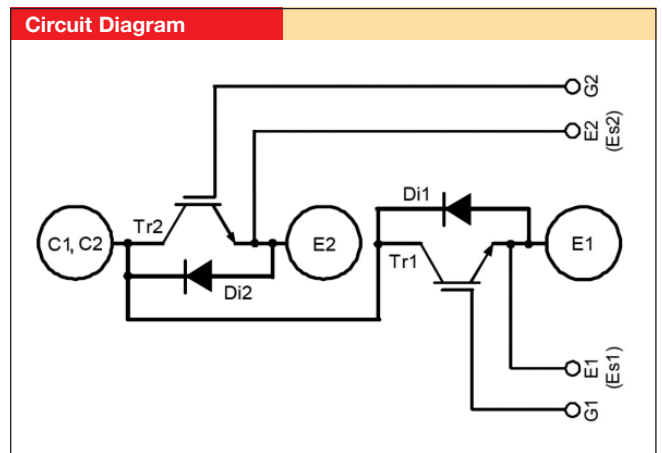 Circuit Diagram
G2
E2
(Es2)
Di1
Tr2
C1, C2
E2
E1
Tr1
Di2
E1
(Es1)
G1